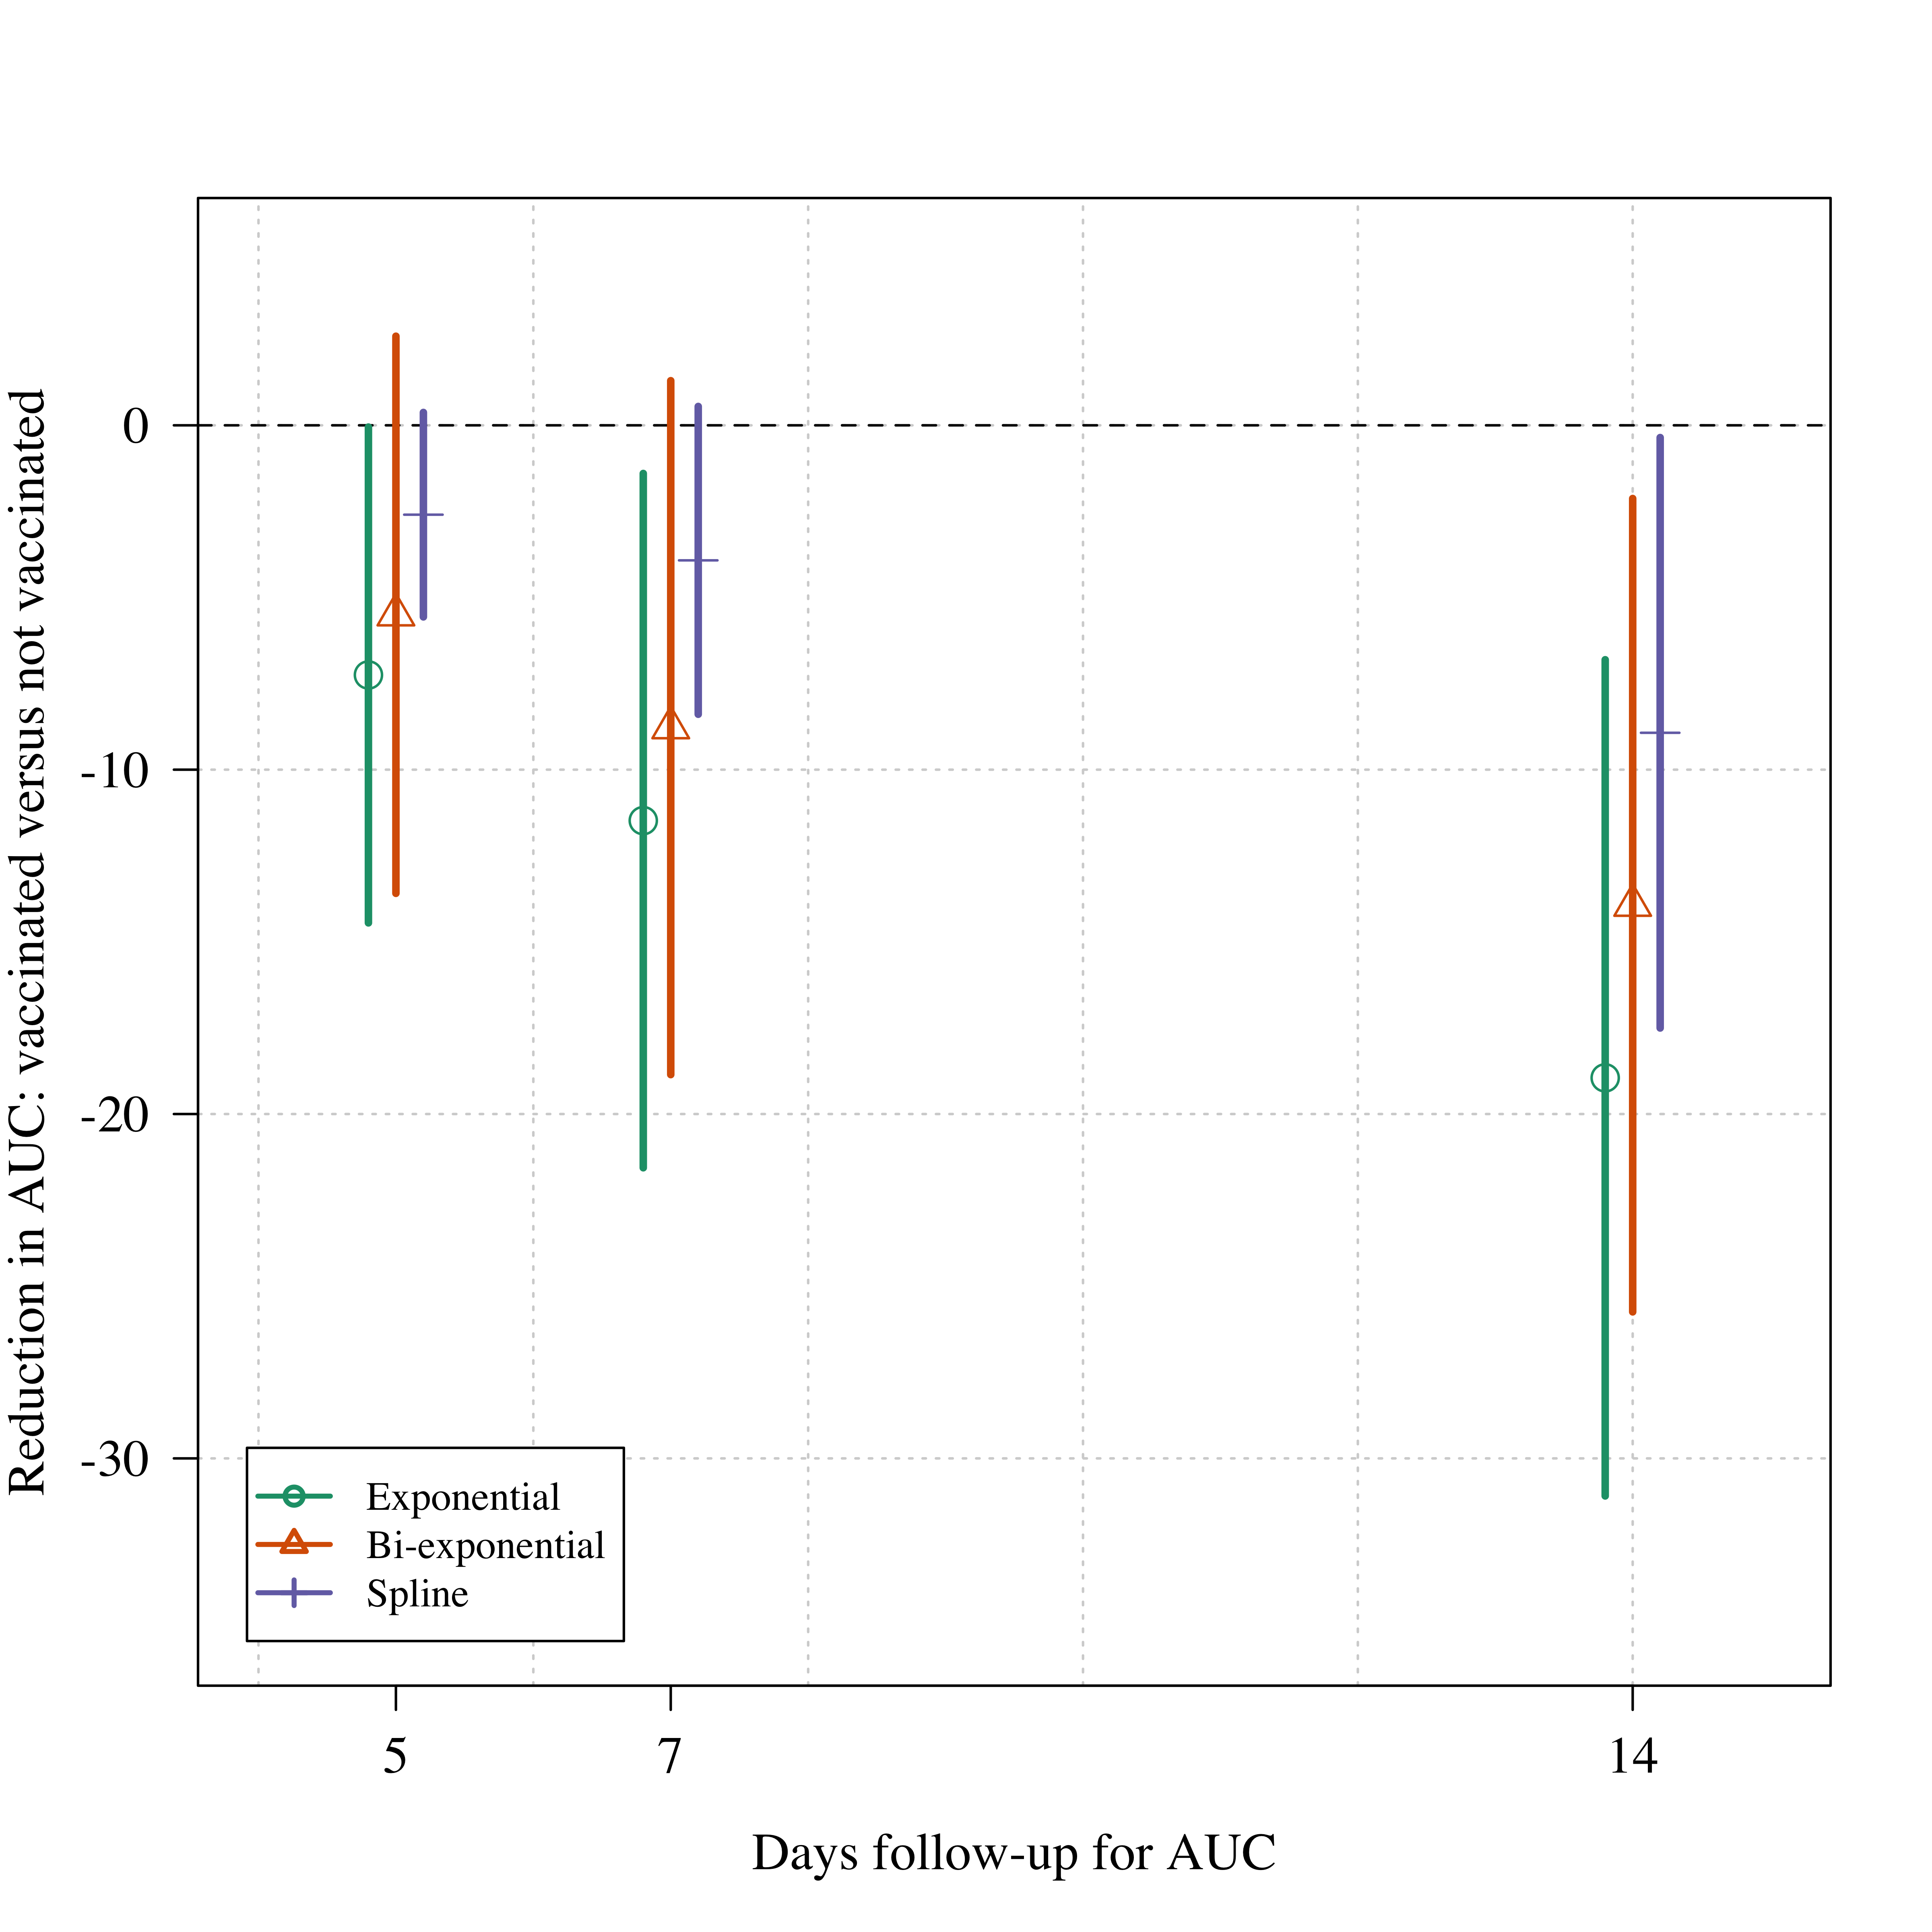 Reduction in AUC: vaccinated versus not vaccinated
0
-10
-20
-30
Exponential
Bi-exponential
Spline
5
7
14
Days follow-up for AUC